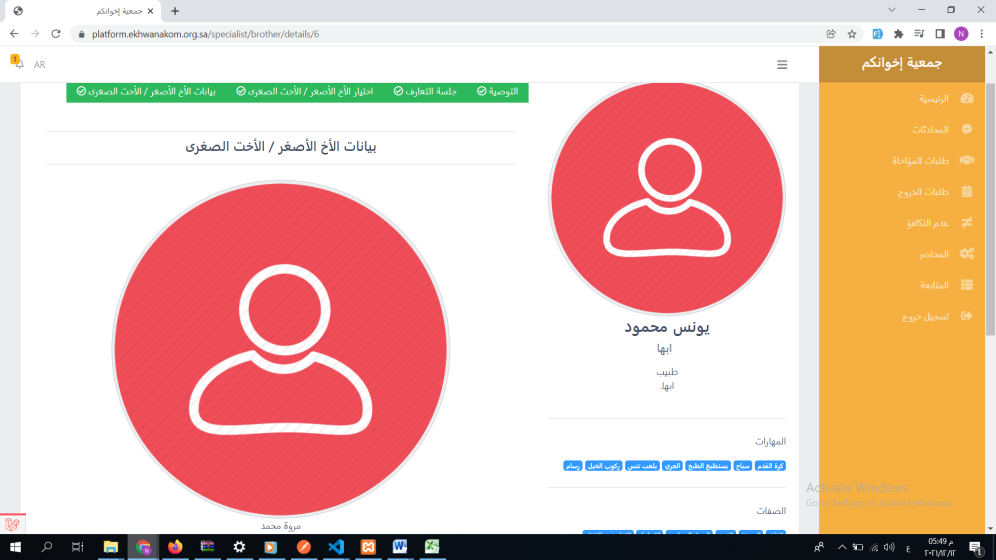 جمعية إخوانكم
platform.ekhwanakom.org.sa/specialist/brother/details/6
N
1
AR
جمعية إخوانكم
الرئيسية
المحادثات
طلبات المؤاخاة
طلبات الخروج
عدم التكافؤ
المحاضر
المتابعة
تسجيل خروج
التوصية
جلسة التعارف
اختيار الأخ الأصغر / الأخت الصغرى
بيانات الأخ الأصغر / الأخت الصغرى
يونس محمود
ابها
طبيب
ابها.
المهارات
كرة القدم سباح يستطيع الطبخ الجري يلعب تنس ركوب الخيل رسام
الصفات
بيانات الأخ الأصغر / الأخت الصغرى
مروة محمد
Activate Windows
Go to Settings to activate Windows.
ع
05:49 م
1